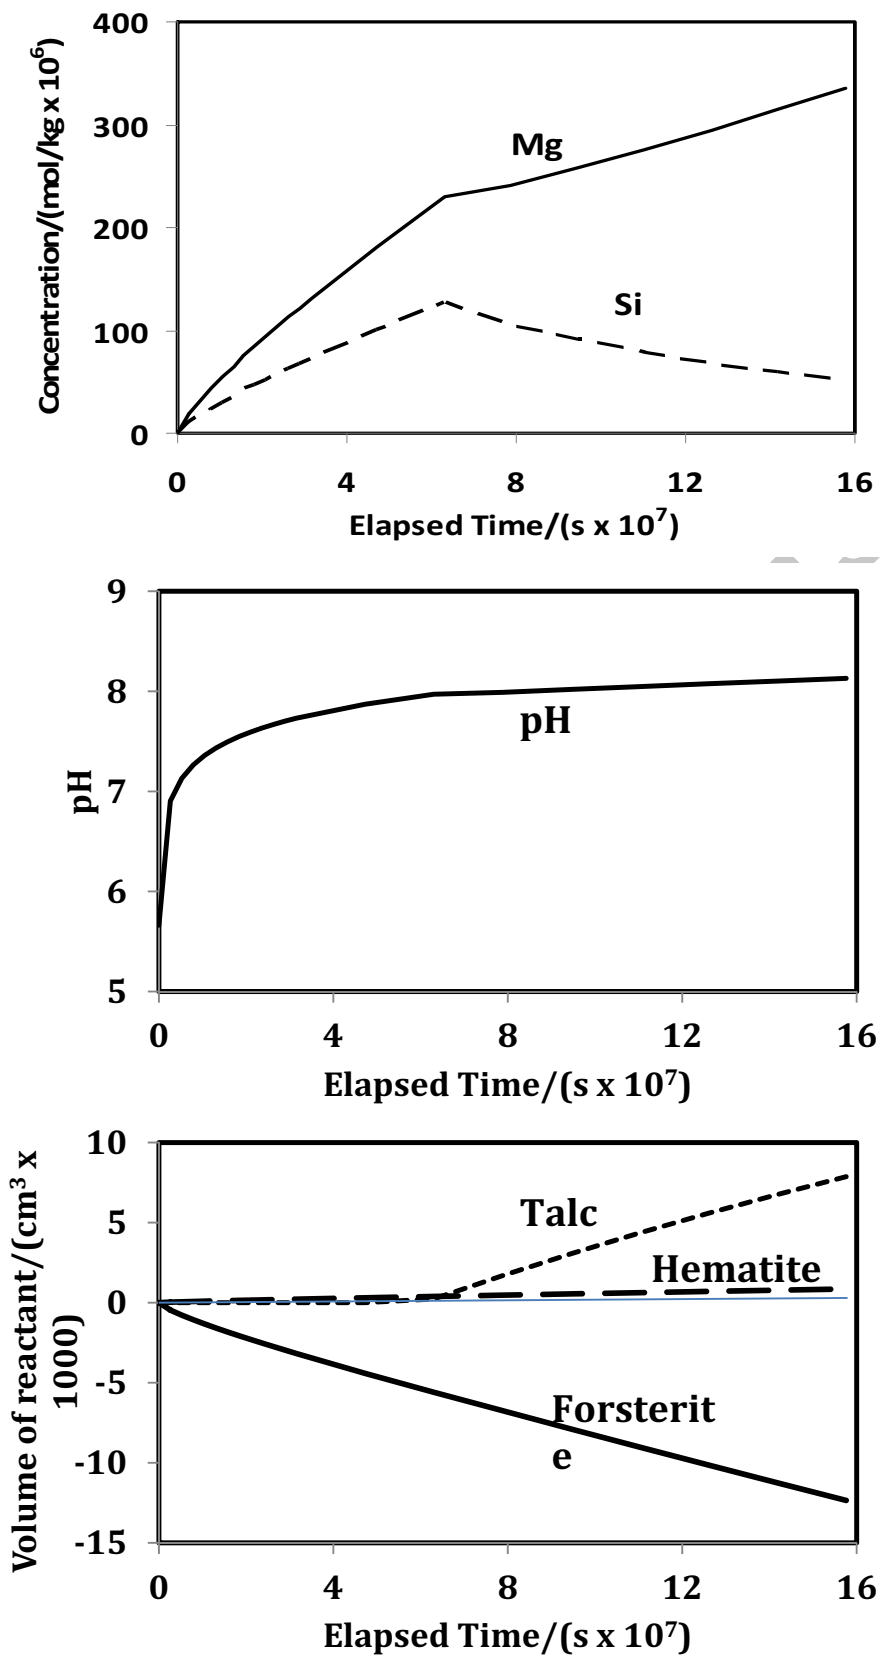 400
300
200
100
0
Concentration/(mol/kg x 10⁶)
Mg
Si
0 4 8 12 16
Elapsed Time/(s x 10⁷)
9
8
7
6
5
pH
pH
0 4 8 12 16
Elapsed Time/(s x 10⁷)
10
5
0
-5
-10
-15
Volume of reactant/(cm³ x
1000)
Talc
Hematite
Forsterit
e
0 4 8 12 16
Elapsed Time/(s x 10⁷)